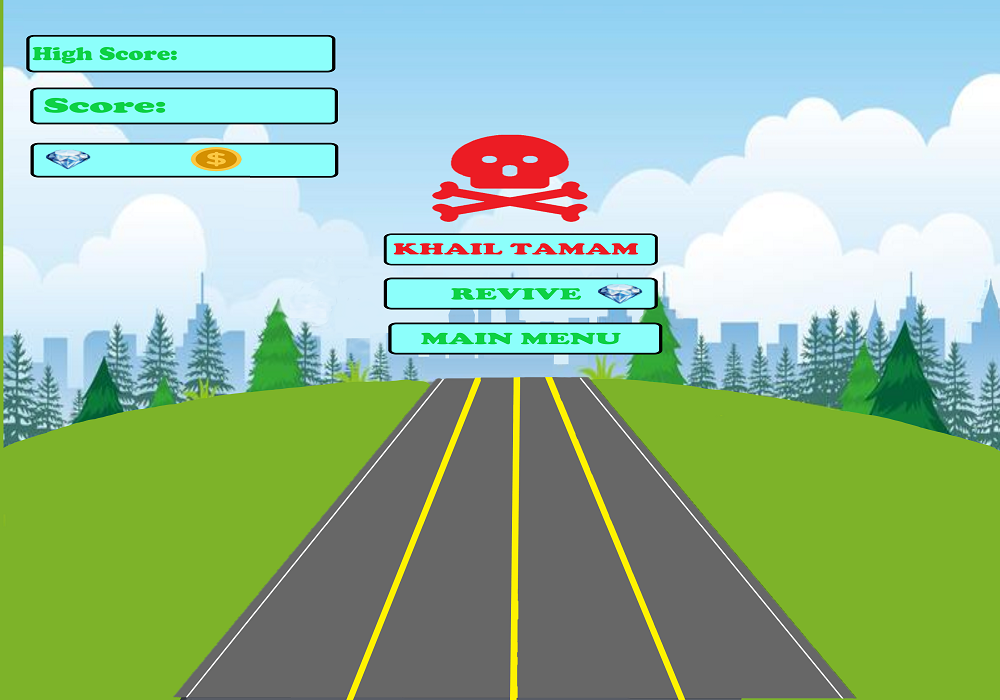 High Score:
Score:
$
KHAIL TAMAM
REVIVE
MAIN MENU